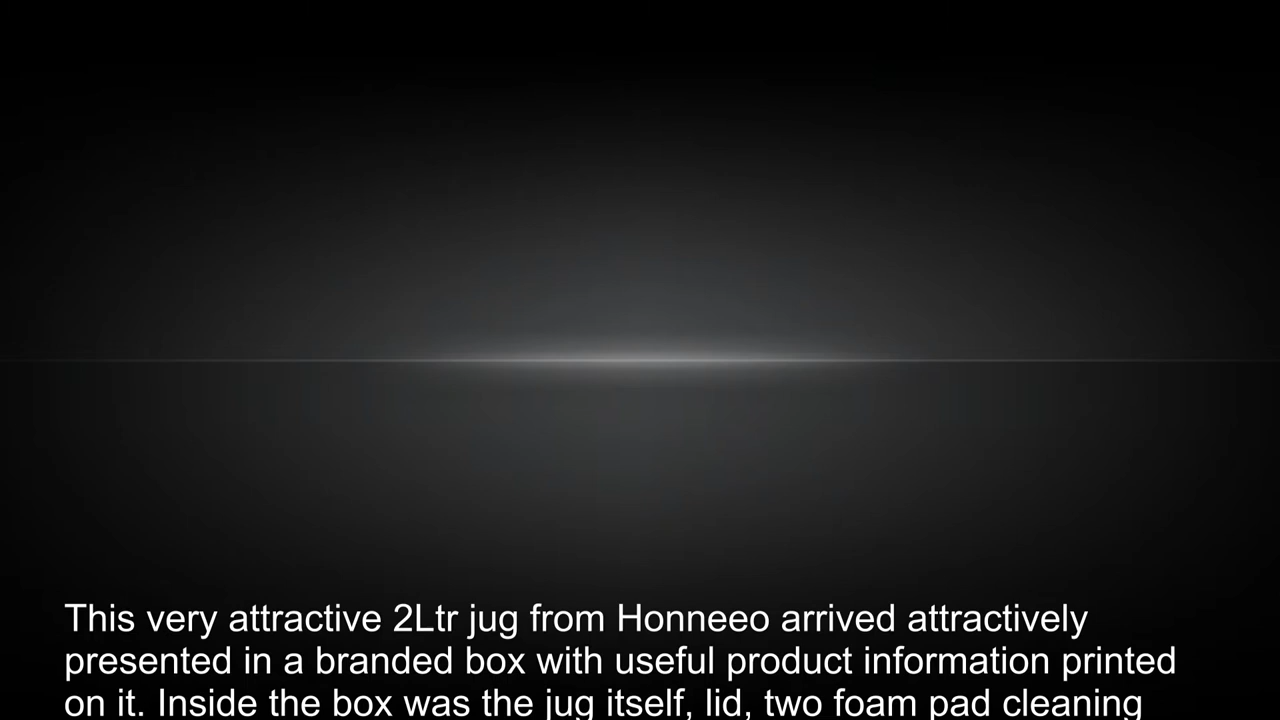 This very attractive 2Ltr jug from Honneeo arrived attractively
presented in a branded box with useful product information printed
on it. Inside the box was the jug itself, lid, two foam pad cleaning